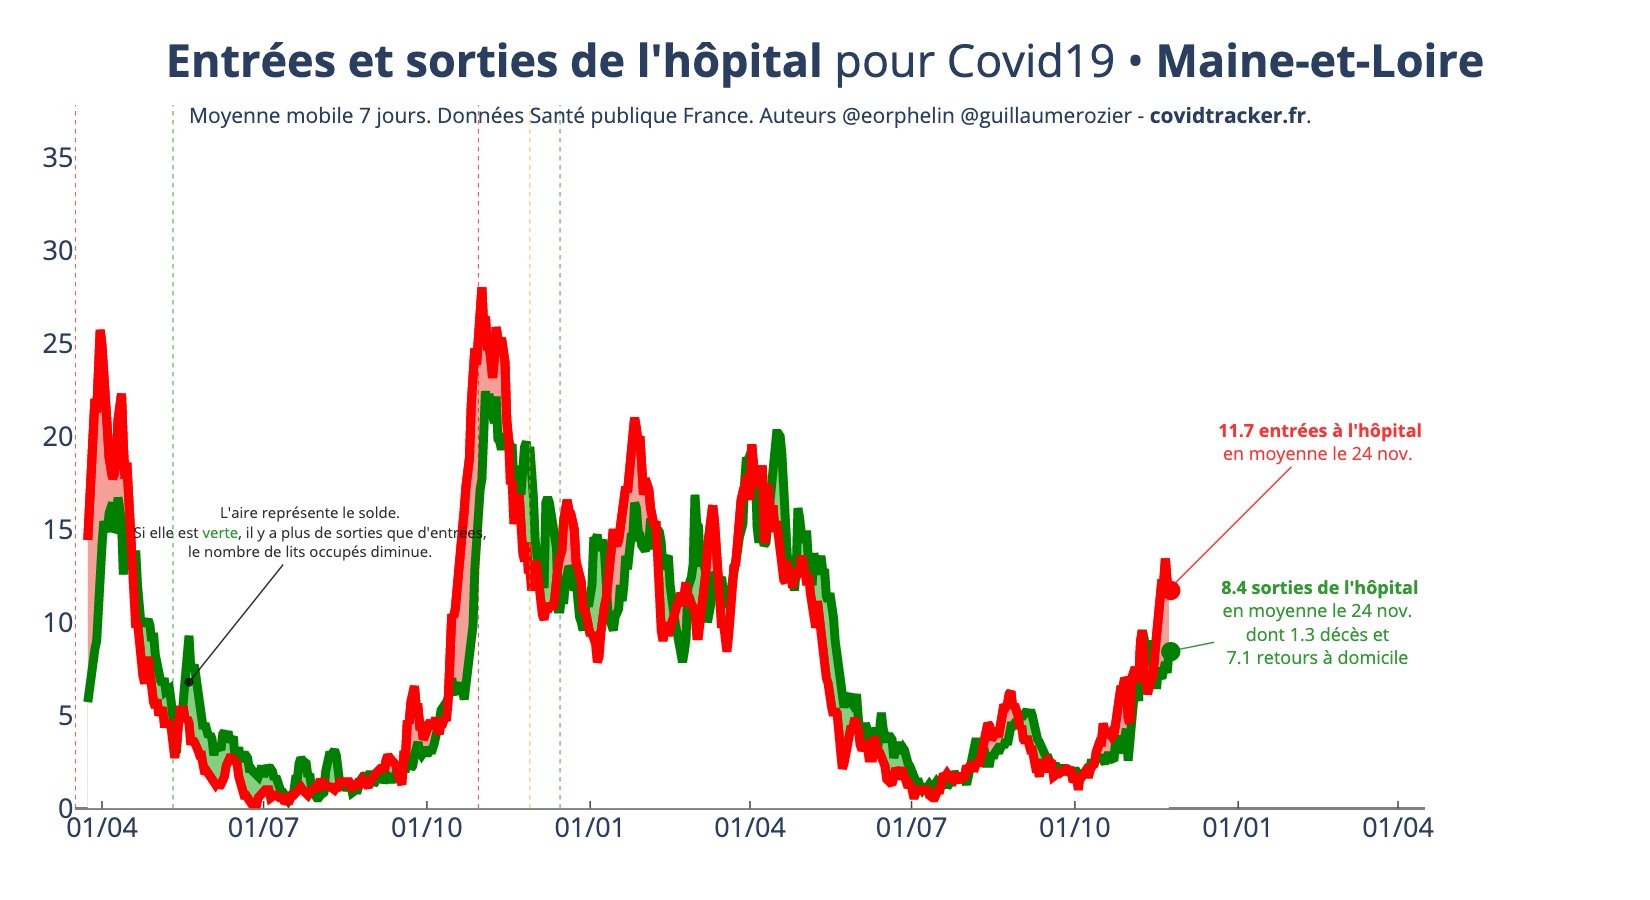 Entrées et sorties de l'hôpital pour Covid19 • Maine-et-Loire
Moyenne mobile 7 jours. Données Santé publique France. Auteurs @eorphelin @guillaumerozier - covidtracker.fr.
35
30
25
20
15
10
5
0
L'aire représente le solde.
Si elle est verte, il y a plus de sorties que d'entrées,
le nombre de lits occupés diminue.
11.7 entrées à l'hôpital
en moyenne le 24 nov.
8.4 sorties de l'hôpital
en moyenne le 24 nov.
dont 1.3 décès et
7.1 retours à domicile
01/04 01/07 01/10 01/01 01/04 01/07 01/10 01/01 01/04